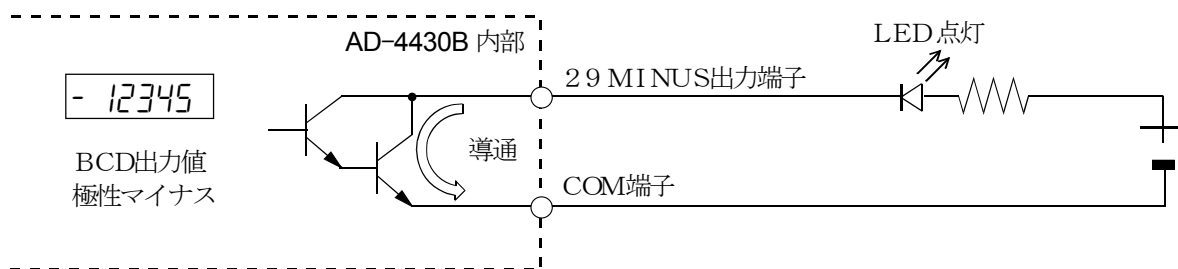 AD-4430B 内部
LED点灯
29 MINUS出力端子
- 12345
導通
BCD出力値
極性マイナス
COM端子